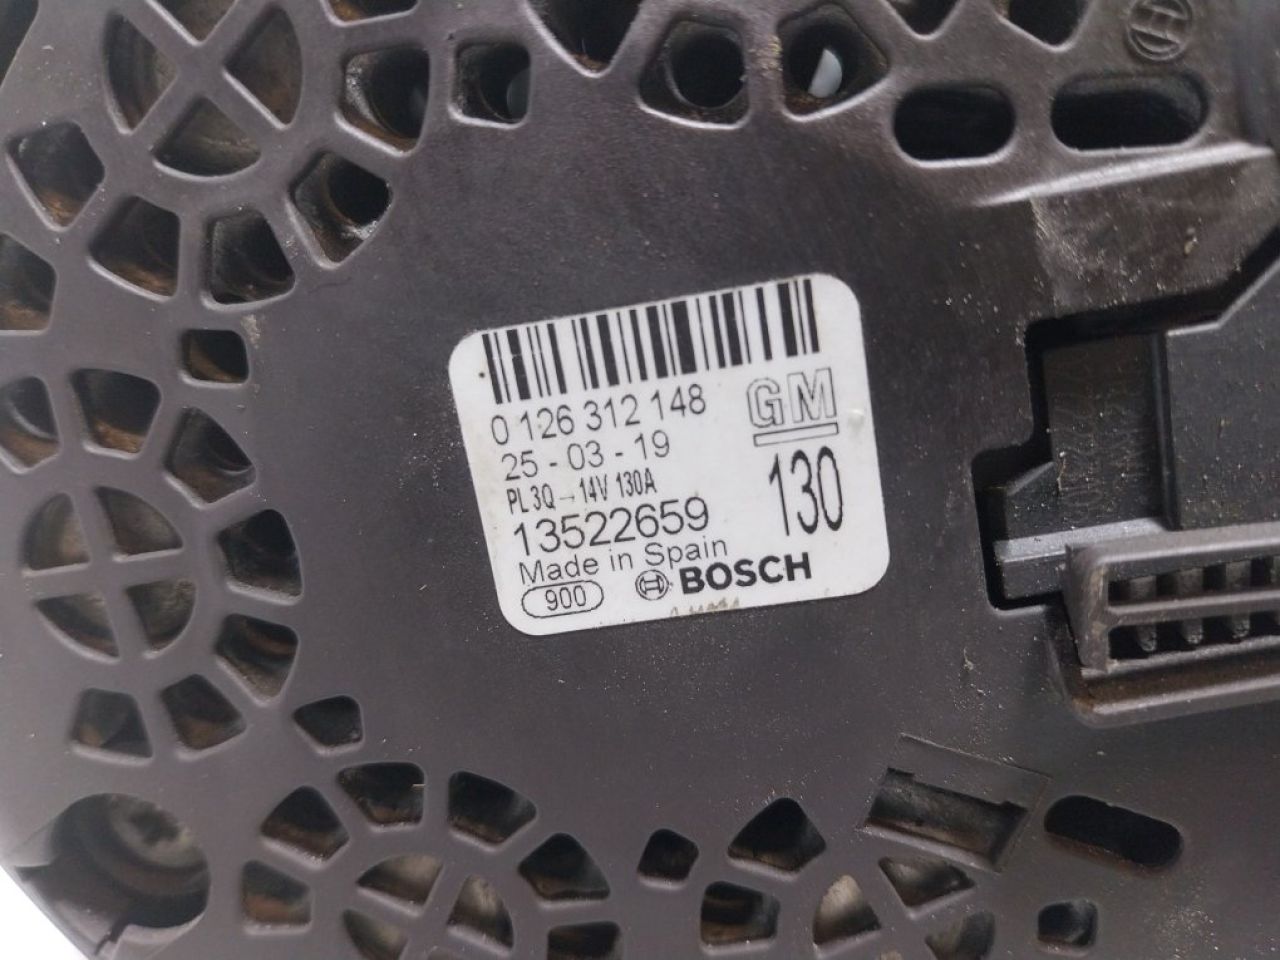 0 126 312 148
GM
25 - 03 - 19
PL3Q → 14V 130A
130
13522659
Made in Spain
900
BOSCH